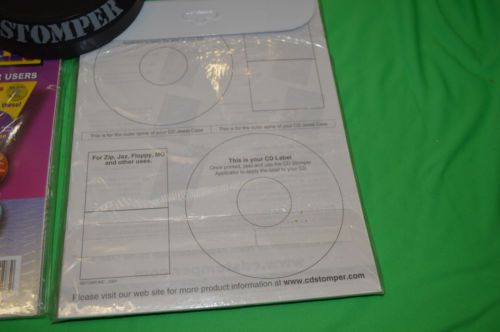 STOMPER
USERS
these!
This is for the outer spine of your CD Jewel Case
This is for the outer spine of your CD Jewel Case
For Zip, Jaz, Floppy, MO
and other uses.
This is your CD Label
Once printed, peel and use the CD Stomper
Applicator to apply the label to your CD.
Please visit our web site for more product information at www.cdstomper.com